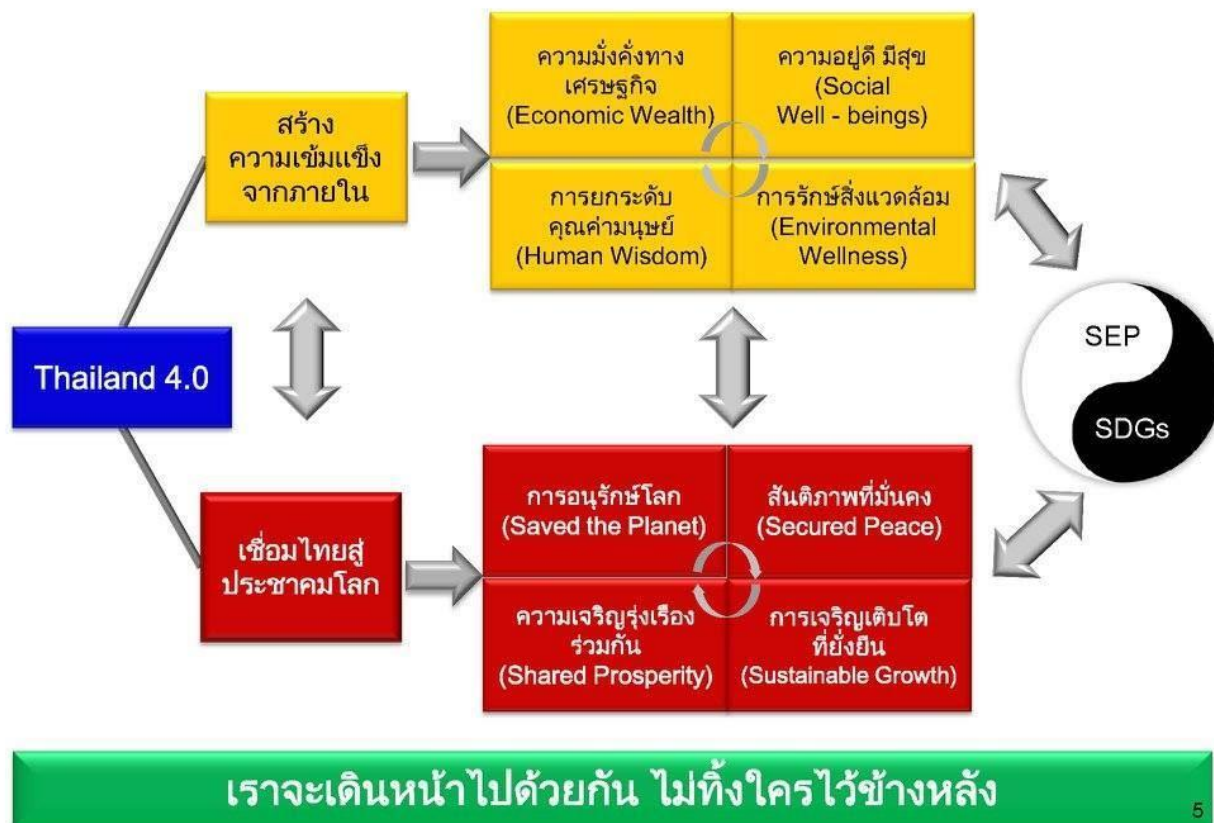 ความมั่งคั่งทาง
เศรษฐกิจ
(Economic Wealth)
ความอยู่ดี มีสุข
(Social
Well - beings)
สร้าง
ความเข้มแข็ง
จากภายใน
การยกระดับ
คุณค่ามนุษย์
(Human Wisdom)
การรักษ์สิ่งแวดล้อม
(Environmental
Wellness)
Thailand 4.0
SEP
SDGs
การอนุรักษ์โลก
(Saved the Planet)
สันติภาพที่มั่นคง
(Secured Peace)
เชื่อมไทยสู่
ประชาคมโลก
ความเจริญรุ่งเรือง
ร่วมกัน
(Shared Prosperity)
การเจริญเติบโต
ที่ยั่งยืน
(Sustainable Growth)
เราจะเดินหน้าไปด้วยกัน ไม่ทิ้งใครไว้ข้างหลัง
5